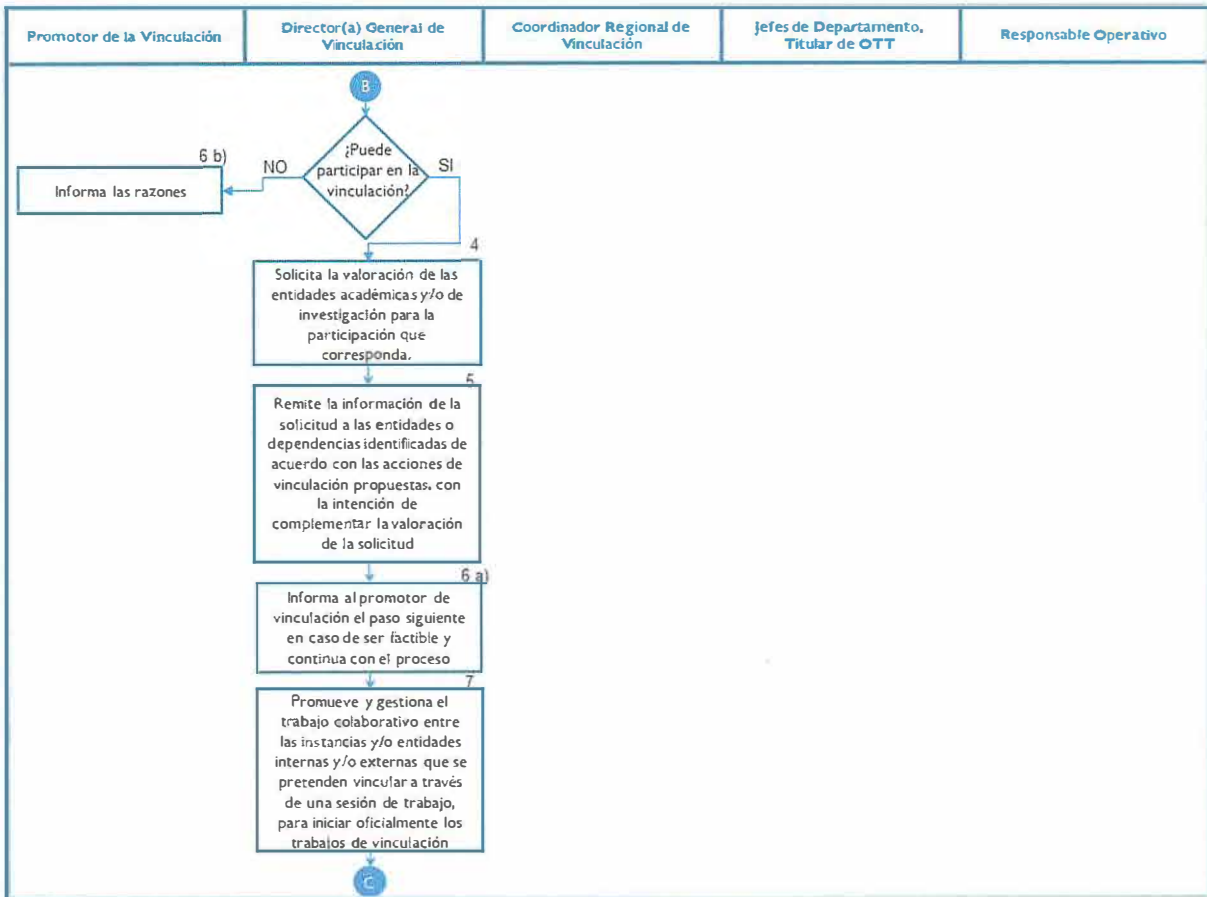 Promotor de la Vinculación
Director(a) General de
Vinculación
Coordinador Regional de
Vinculación
Jefes de Departamento,
Titular de OTT
Responsable Operativo
B
¿Puede
participar en la
vinculación?
NO
SI
6 b)
Informa las razones
4
Solicita la valoración de las
entidades académicas y/o de
investigación para la
participación que
corresponda.
5
Remite la información de la
solicitud a las entidades o
dependencias identificadas de
acuerdo con las acciones de
vinculación propuestas, con
la intención de
complementar la valoración
de la solicitud
6 a)
Informa al promotor de
vinculación el paso siguiente
en caso de ser factible y
continua con el proceso
7
Promueve y gestiona el
trabajo colaborativo entre
las instancias y/o entidades
internas y/o externas que se
pretenden vincular a través
de una sesión de trabajo,
para iniciar oficialmente los
trabajos de vinculación
C